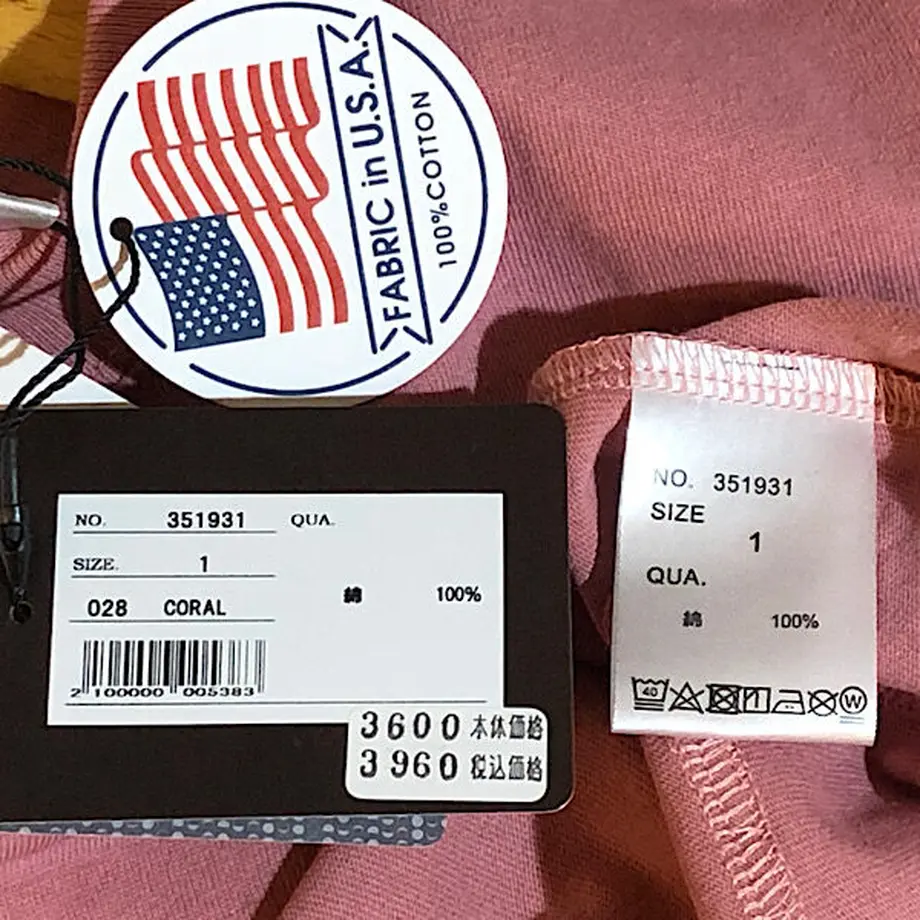 FABRIC in U.S.A.
100%COTTON
NO. 351931 QUA.
SIZE. 1
028 CORAL
綿 100%
2 100000 005383
3600 本体価格
3960 税込価格
NO. 351931
SIZE
1
QUA.
綿 100%
40
W